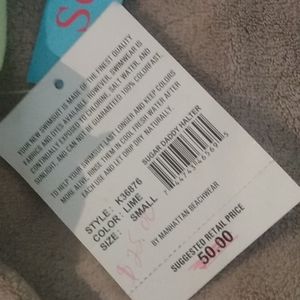 So
YOUR NEW SWIMSUIT IS MADE OF THE FINEST QUALITY
FABRICS AND DYES AVAILABLE. HOWEVER, SWIMWEAR IS
CONTINUALLY EXPOSED TO CHLORINE, SALT WATER, AND
SUNLIGHT AND CAN NOT BE GUARANTEED 100% COLORFAST.
TO HELP YOUR SWIMSUIT LAST LONGER AND KEEP COLORS
MORE ALIVE, RINSE THEM IN COOL FRESH WATER AFTER
EACH USE AND LET DRIP DRY, NATURALLY.
SUGAR DADDY HALTER
STYLE: K36876
COLOR: LIME
SIZE: SMALL
$25.00
BY MANHATTAN BEACHWEAR
SUGGESTED RETAIL PRICE
50.00